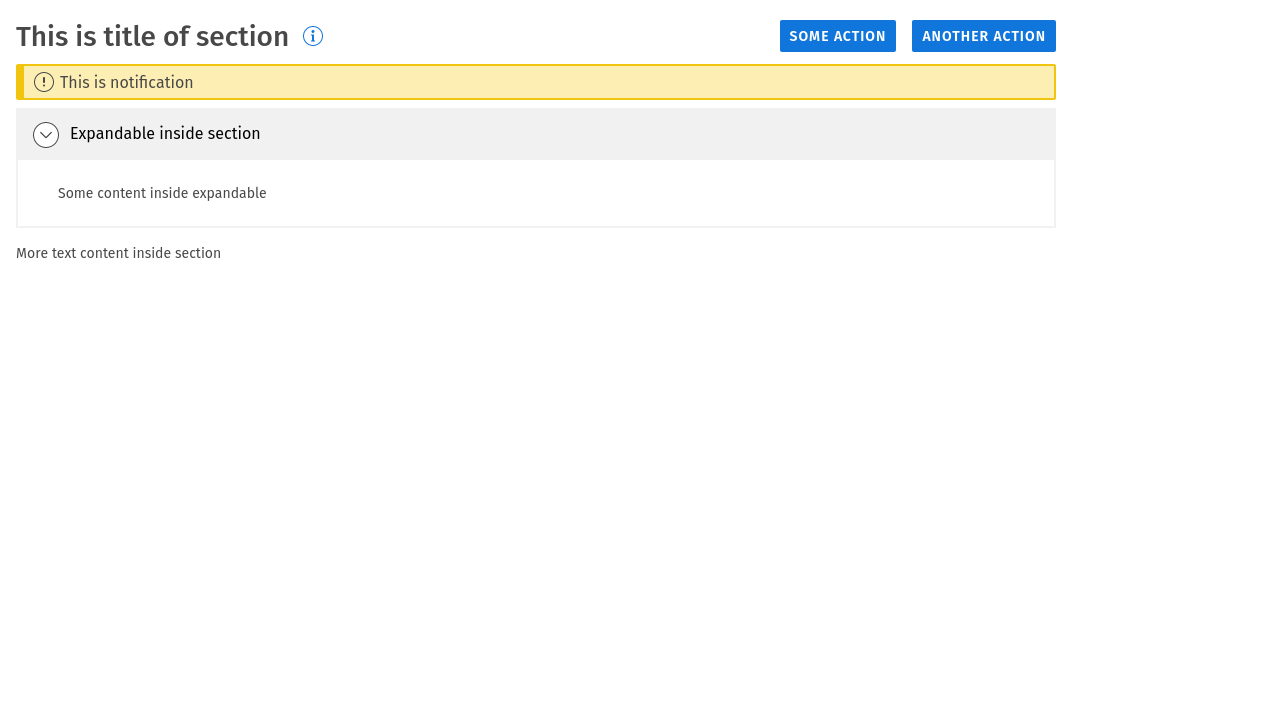 This is title of section
SOME ACTION
ANOTHER ACTION
This is notification
Expandable inside section
Some content inside expandable
More text content inside section